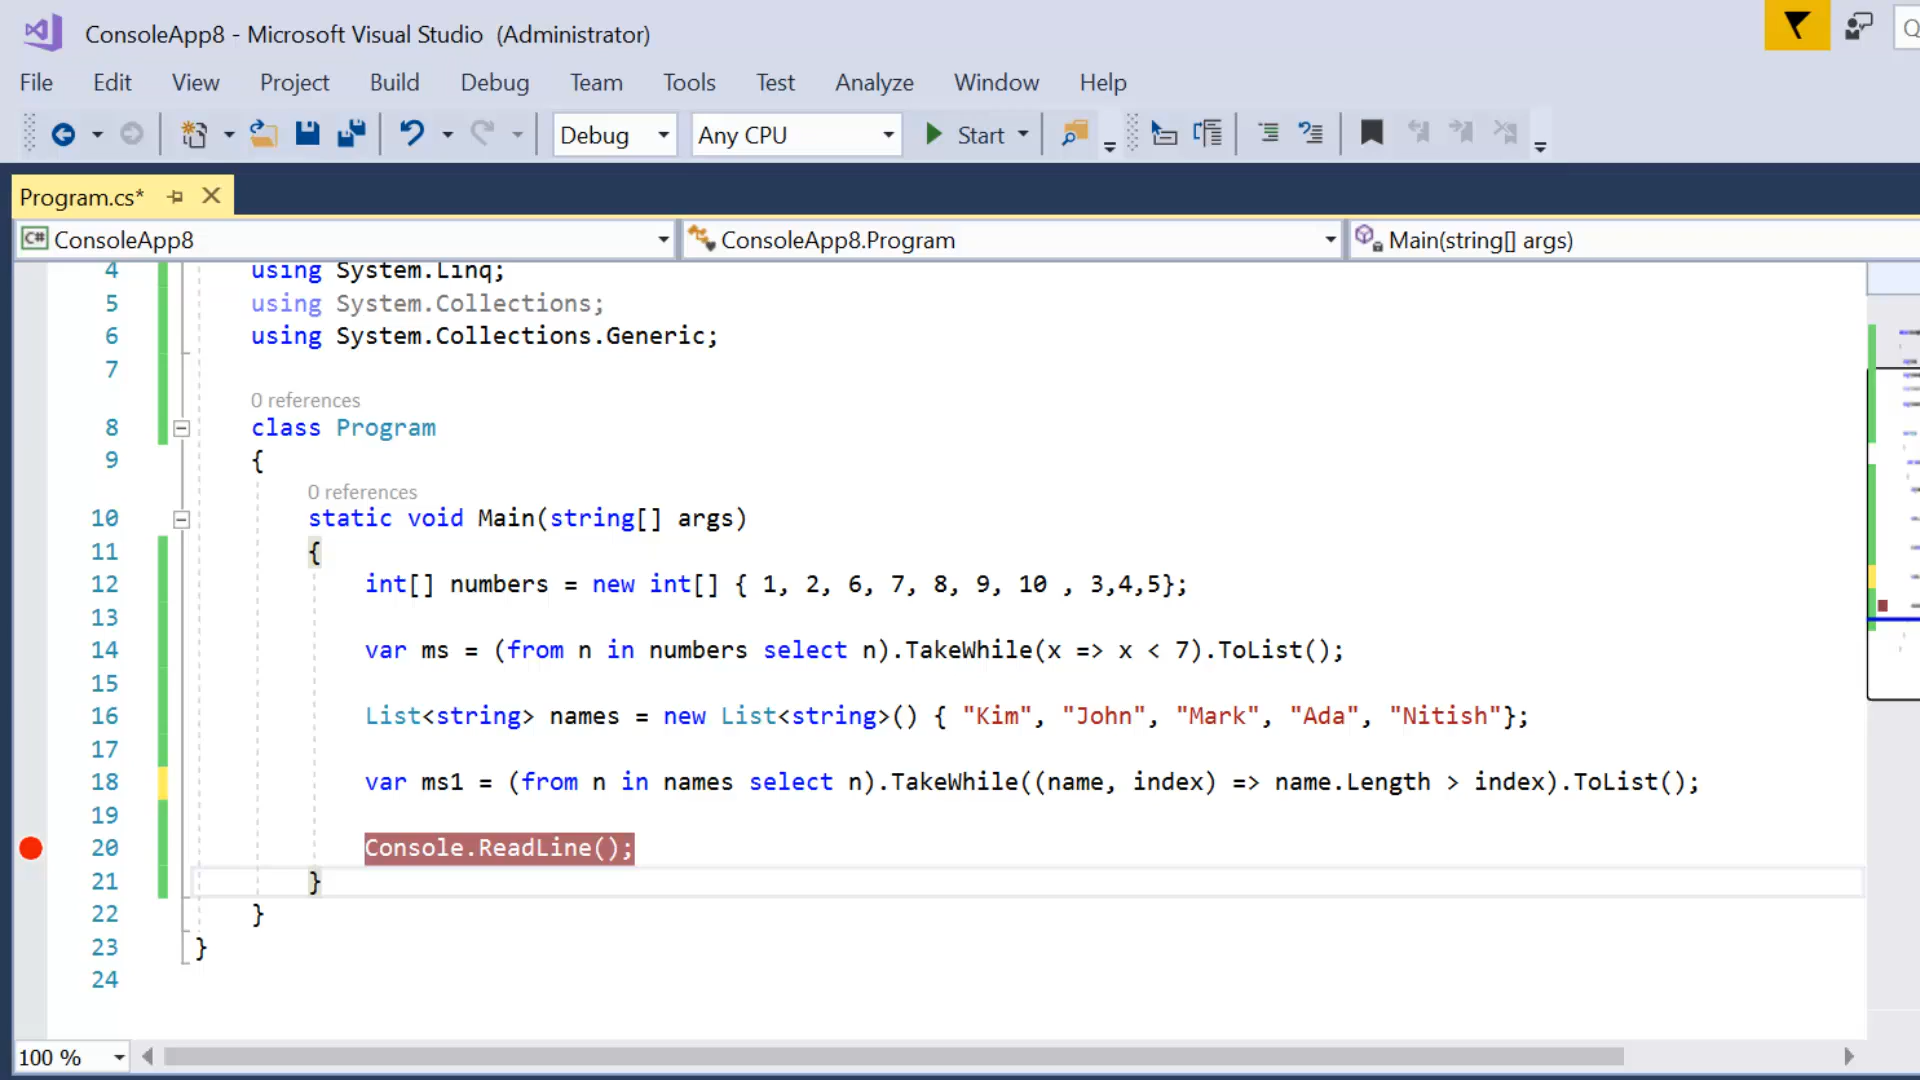 ConsoleApp8 - Microsoft Visual Studio (Administrator)
File Edit View Project Build Debug Team Tools Test Analyze Window Help
Debug Any CPU Start
Program.cs*
C# ConsoleApp8 ConsoleApp8.Program Main(string[] args)
4 using System.Linq;
5 using System.Collections;
6 using System.Collections.Generic;
7
0 references
8 class Program
9 {
0 references
10 static void Main(string[] args)
11 {
12 int[] numbers = new int[] { 1, 2, 6, 7, 8, 9, 10 , 3,4,5};
13
14 var ms = (from n in numbers select n).TakeWhile(x => x < 7).ToList();
15
16 List<string> names = new List<string>() { "Kim", "John", "Mark", "Ada", "Nitish"};
17
18 var ms1 = (from n in names select n).TakeWhile((name, index) => name.Length > index).ToList();
19
20 Console.ReadLine();
21 }
22 }
23 }
24
100 %